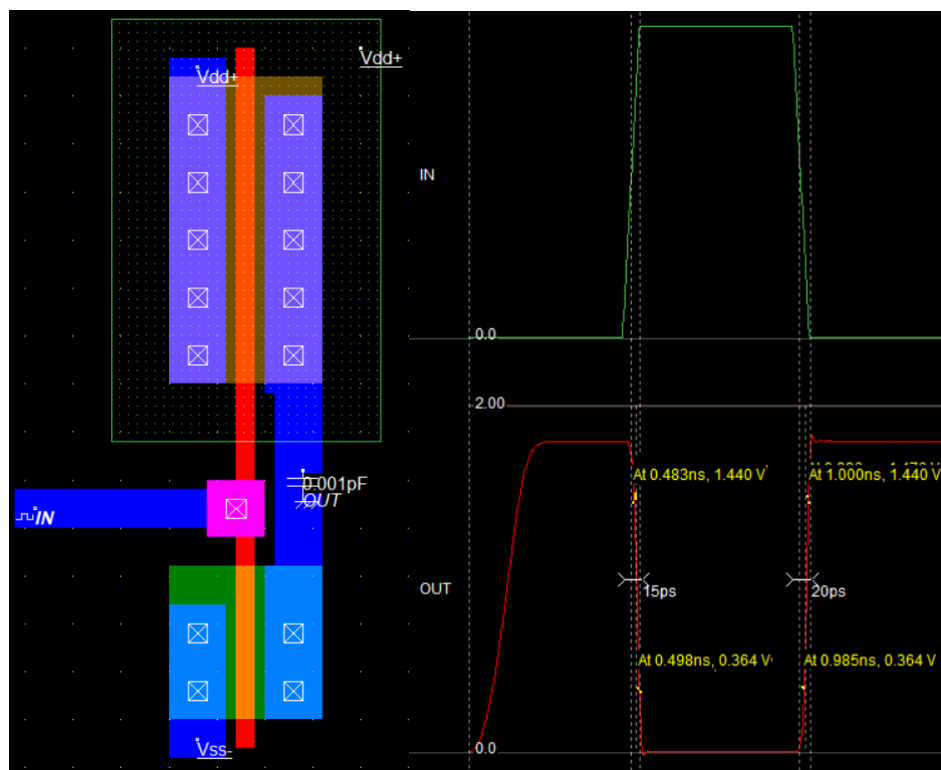 Vdd+
Vdd+
0.001pF
OUT
IN
Vss-
IN
0.0
2.00
At 0.483ns, 1.440 V
At 1.000ns, 1.440 V
OUT
15ps
20ps
At 0.498ns, 0.364 V
At 0.985ns, 0.364 V
0.0